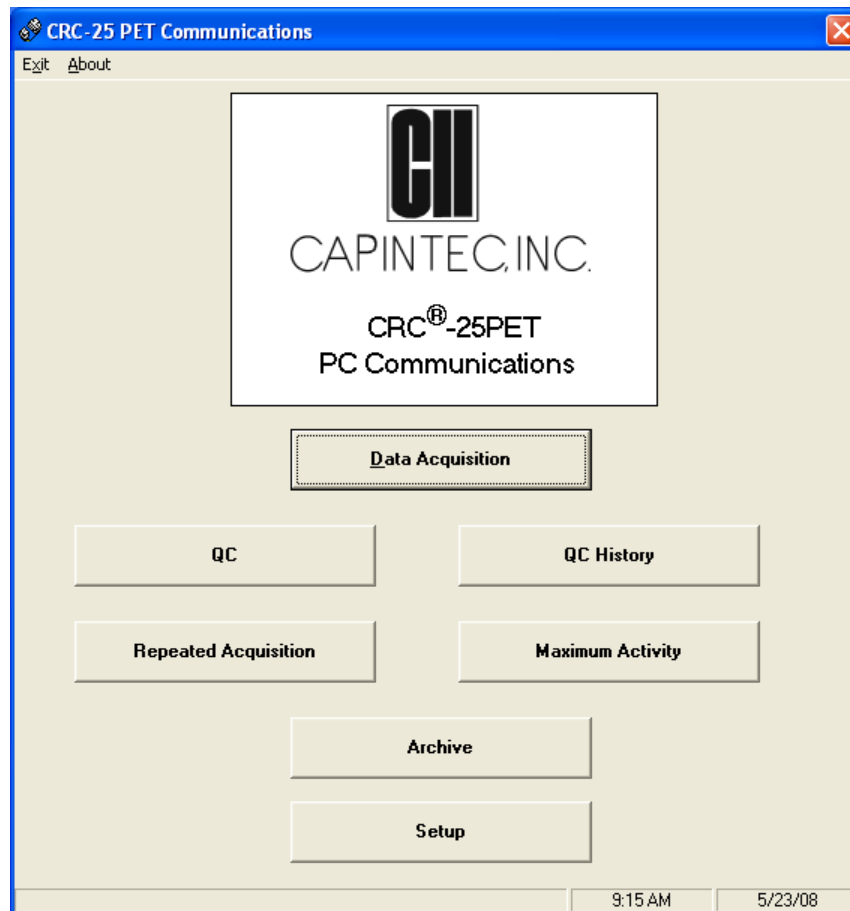 CRC-25 PET Communications
Exit About
CII
CAPINTEC, INC.
CRC®-25PET
PC Communications
Data Acquisition
QC QC History
Repeated Acquisition Maximum Activity
Archive
Setup
9:15 AM 5/23/08